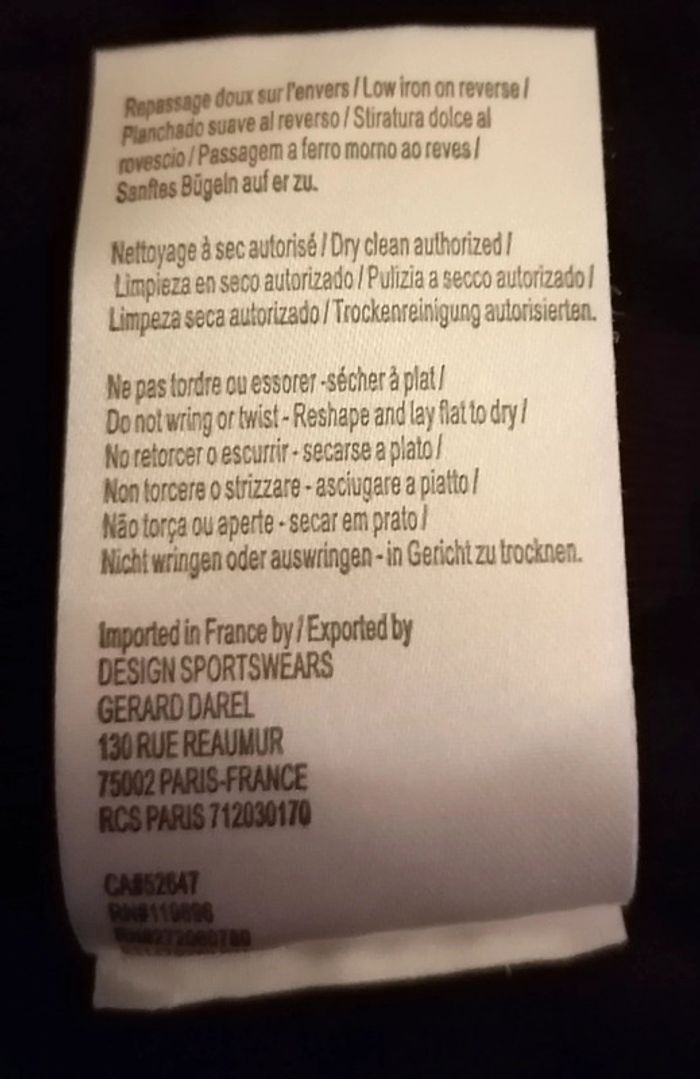 Repassage doux sur l'envers / Low iron on reverse /
Planchado suave al reverso / Stiratura dolce al
rovescio / Passagem a ferro morno ao reves /
Sanftes Bügeln auf er zu.
Nettoyage à sec autorisé / Dry clean authorized /
Limpieza en seco autorizado / Pulizia a secco autorizado /
Limpeza seca autorizado / Trockenreinigung autorisierten.
Ne pas tordre ou essorer -sécher à plat /
Do not wring or twist - Reshape and lay flat to dry /
No retorcer o escurrir - secarse a plato /
Non torcere o strizzare - asciugare a piatto /
Não torça ou aperte - secar em prato /
Nicht wringen oder auswringen - in Gericht zu trocknen.
Imported in France by / Exported by
DESIGN SPORTSWEARS
GERARD DAREL
130 RUE REAUMUR
75002 PARIS-FRANCE
RCS PARIS 712030170
CA#52647